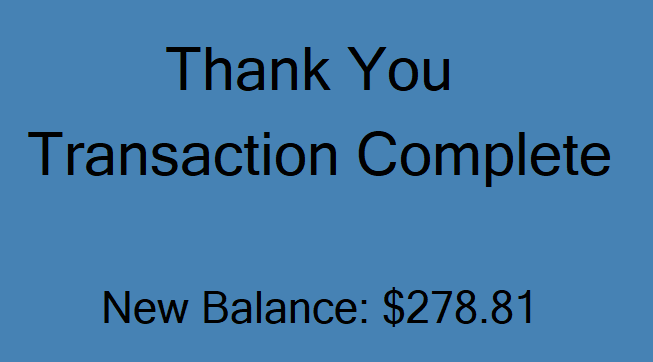 Thank You
Transaction Complete
New Balance: $278.81